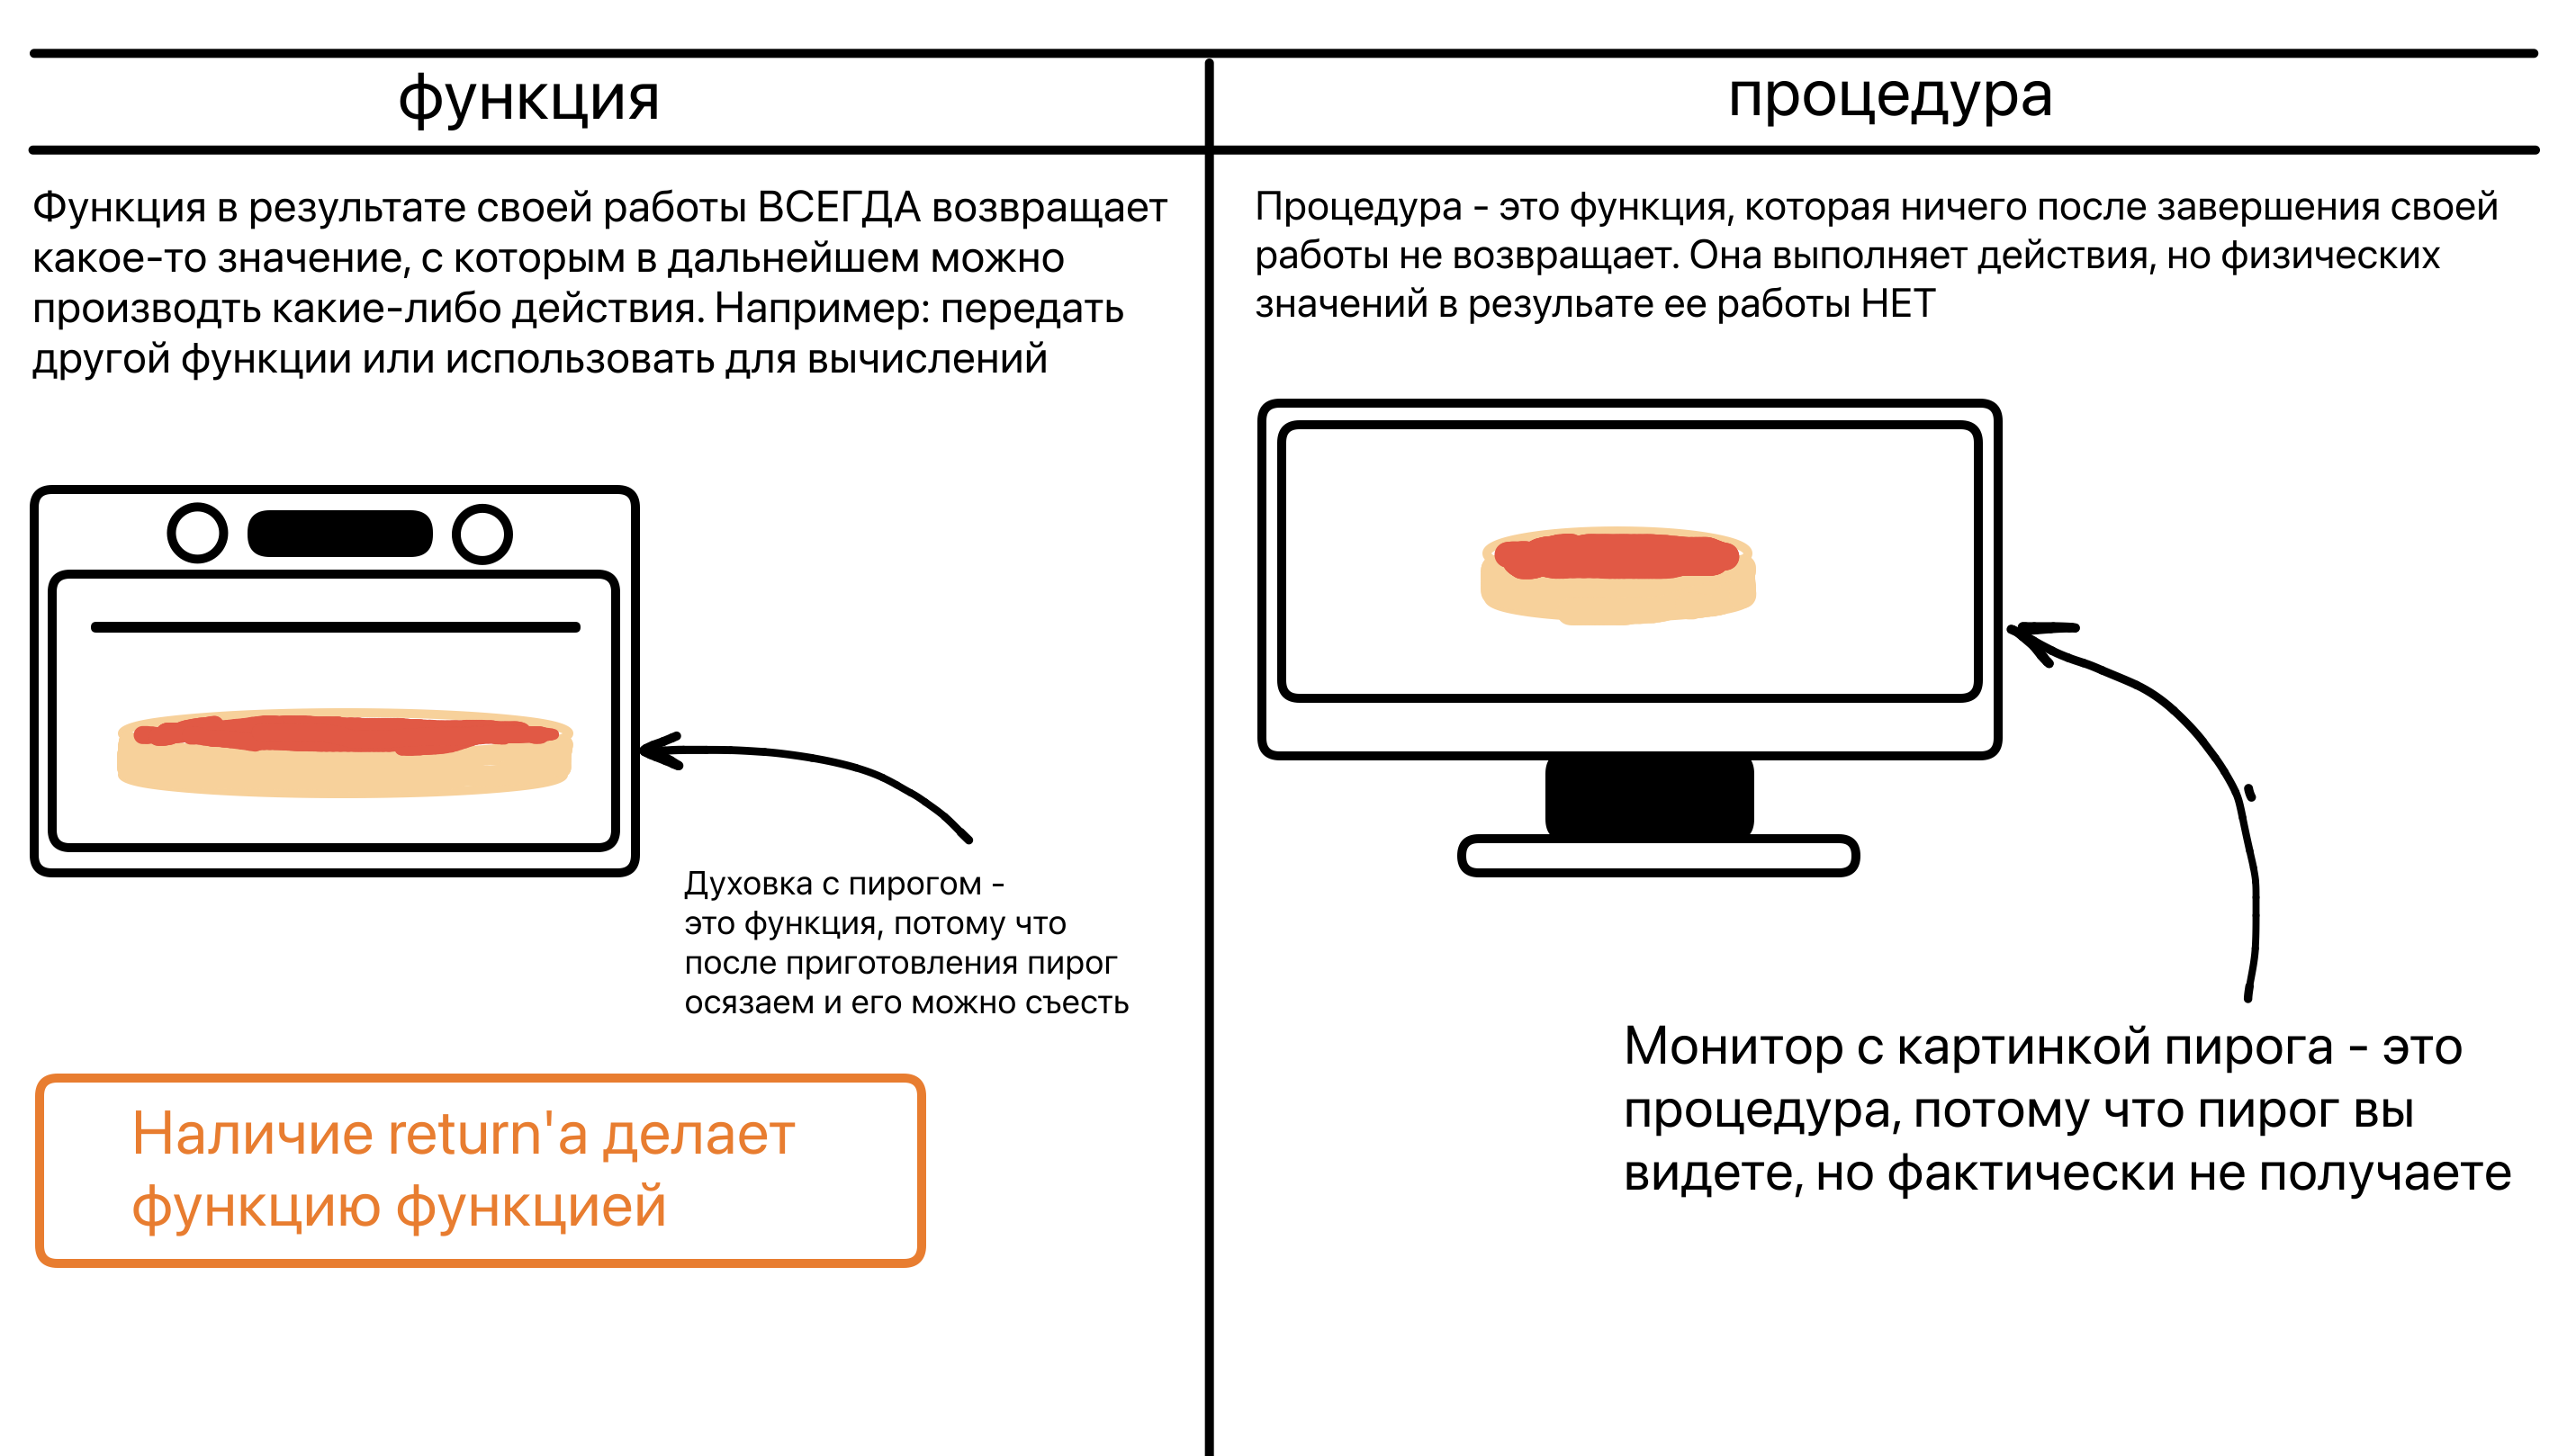 функция
процедура
Функция в результате своей работы ВСЕГДА возвращает
какое-то значение, с которым в дальнейшем можно
производть какие-либо действия. Например: передать
другой функции или использовать для вычислений
Процедура - это функция, которая ничего после завершения своей
работы не возвращает. Она выполняет действия, но физических
значений в резульате ее работы НЕТ
Духовка с пирогом -
это функция, потому что
после приготовления пирог
осязаем и его можно съесть
Наличие return'а делает
функцию функцией
Монитор с картинкой пирога - это
процедура, потому что пирог вы
видете, но фактически не получаете